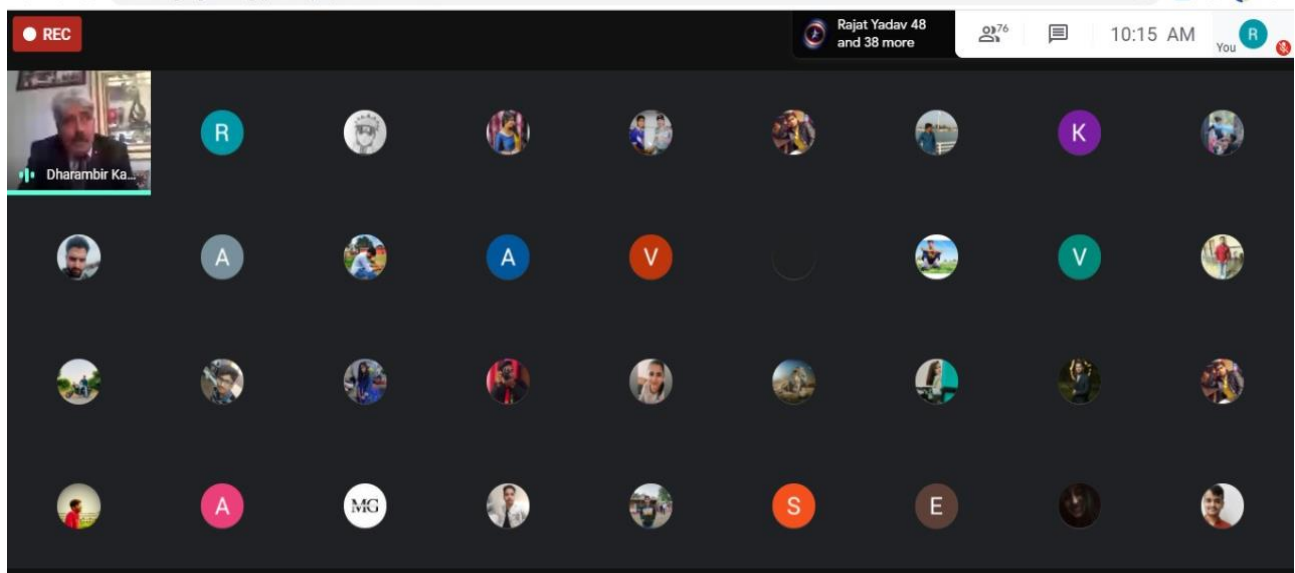 REC
Rajat Yadav 48
and 38 more
76
10:15 AM
You
R
Dharambir Ka...
R
K
A
A
V
V
A
MG
S
E